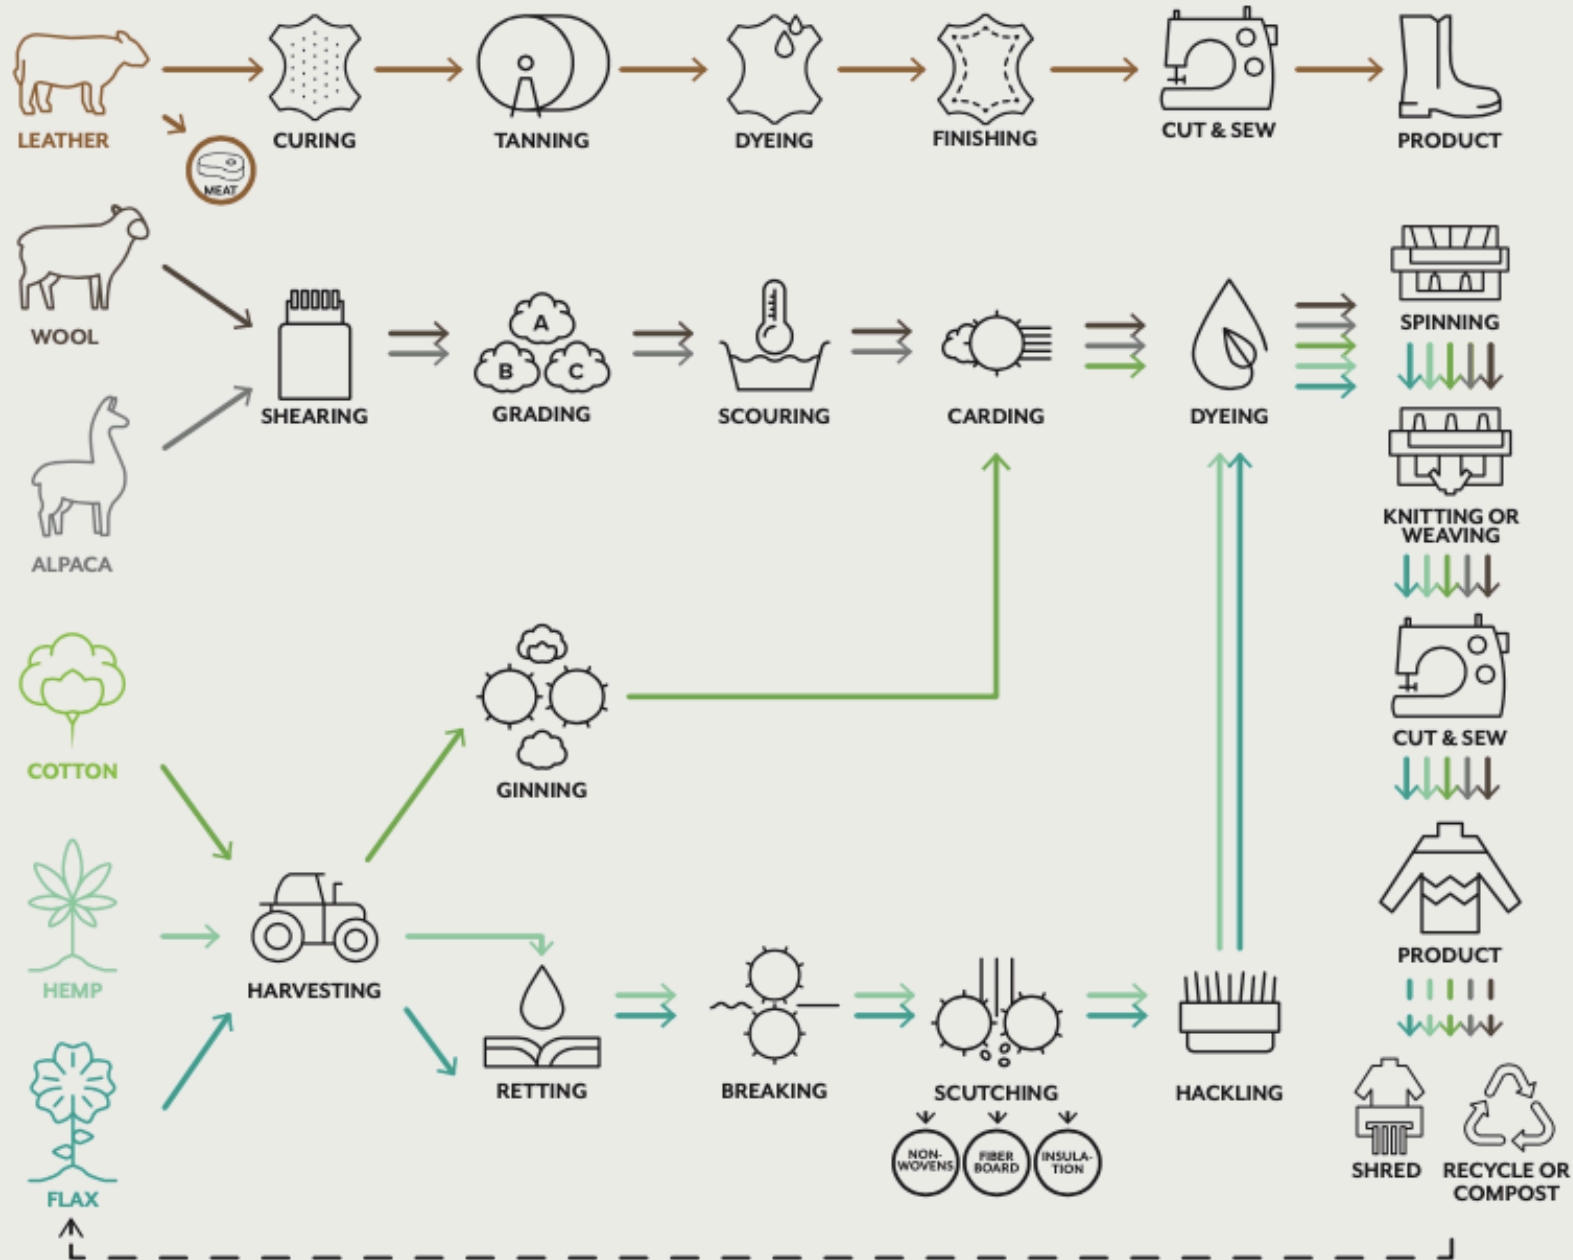 LEATHER
CURING
TANNING
DYEING
FINISHING
CUT & SEW
PRODUCT
MEAT
WOOL
SHEARING
A
B
C
GRADING
SCOURING
CARDING
DYEING
SPINNING
KNITTING OR
WEAVING
ALPACA
COTTON
GINNING
CUT & SEW
HEMP
HARVESTING
PRODUCT
RETTING
BREAKING
SCUTCHING
HACKLING
NON-
WOVENS
FIBER
BOARD
INSULA-
TION
SHRED
RECYCLE OR
COMPOST
FLAX